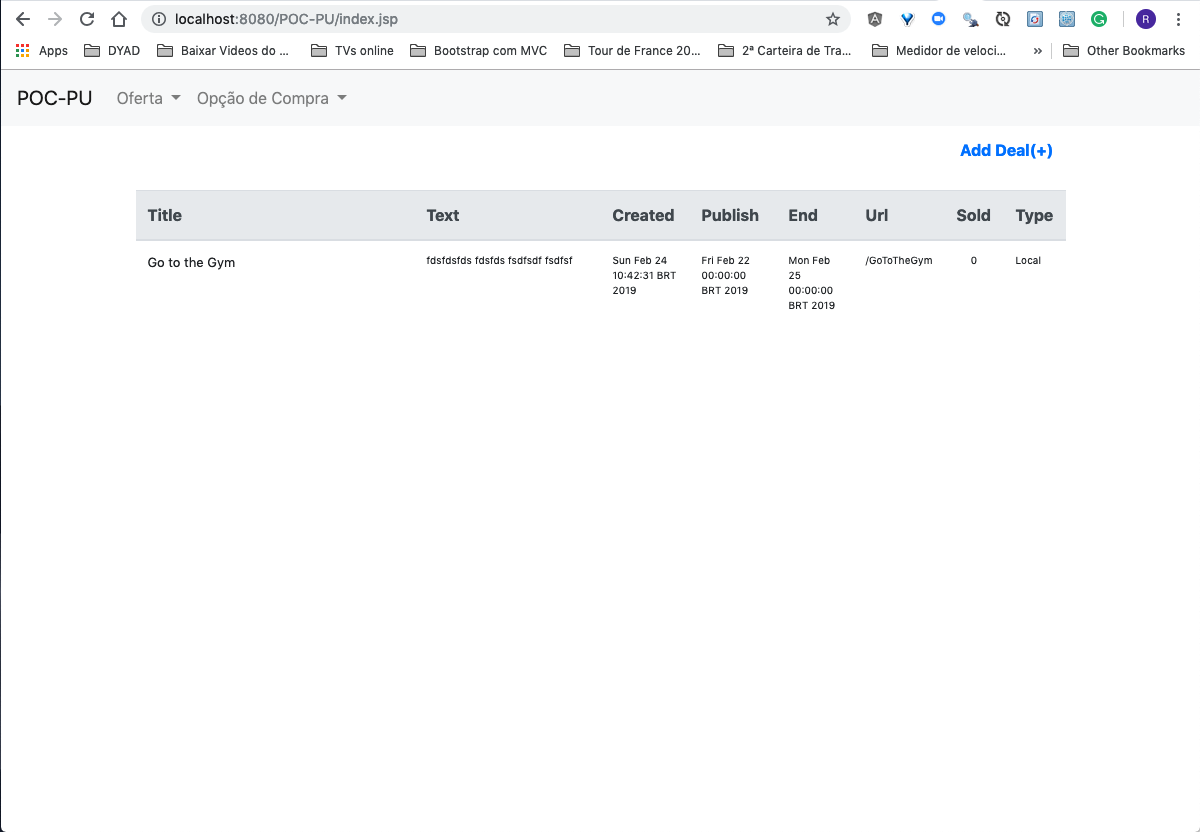 localhost:8080/POC-PU/index.jsp
R
Apps DYAD Baixar Videos do ... TVs online Bootstrap com MVC Tour de France 20... 2ª Carteira de Tra... Medidor de veloci... » Other Bookmarks
POC-PU Oferta Opção de Compra
Add Deal(+)
Title Text Created Publish End Url Sold Type
Go to the Gym fdsfdsfds fdsfds fsdfsdf fsdfsf Sun Feb 24 Fri Feb 22 Mon Feb /GoToTheGym 0 Local
10:42:31 BRT 00:00:00 25
2019 BRT 2019 00:00:00
BRT 2019